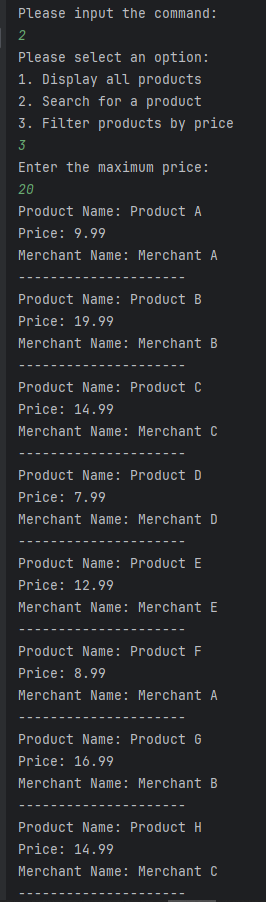 Please input the command:
2
Please select an option:
1. Display all products
2. Search for a product
3. Filter products by price
3
Enter the maximum price:
20
Product Name: Product A
Price: 9.99
Merchant Name: Merchant A
---------------------
Product Name: Product B
Price: 19.99
Merchant Name: Merchant B
---------------------
Product Name: Product C
Price: 14.99
Merchant Name: Merchant C
---------------------
Product Name: Product D
Price: 7.99
Merchant Name: Merchant D
---------------------
Product Name: Product E
Price: 12.99
Merchant Name: Merchant E
---------------------
Product Name: Product F
Price: 8.99
Merchant Name: Merchant A
---------------------
Product Name: Product G
Price: 16.99
Merchant Name: Merchant B
---------------------
Product Name: Product H
Price: 14.99
Merchant Name: Merchant C
---------------------